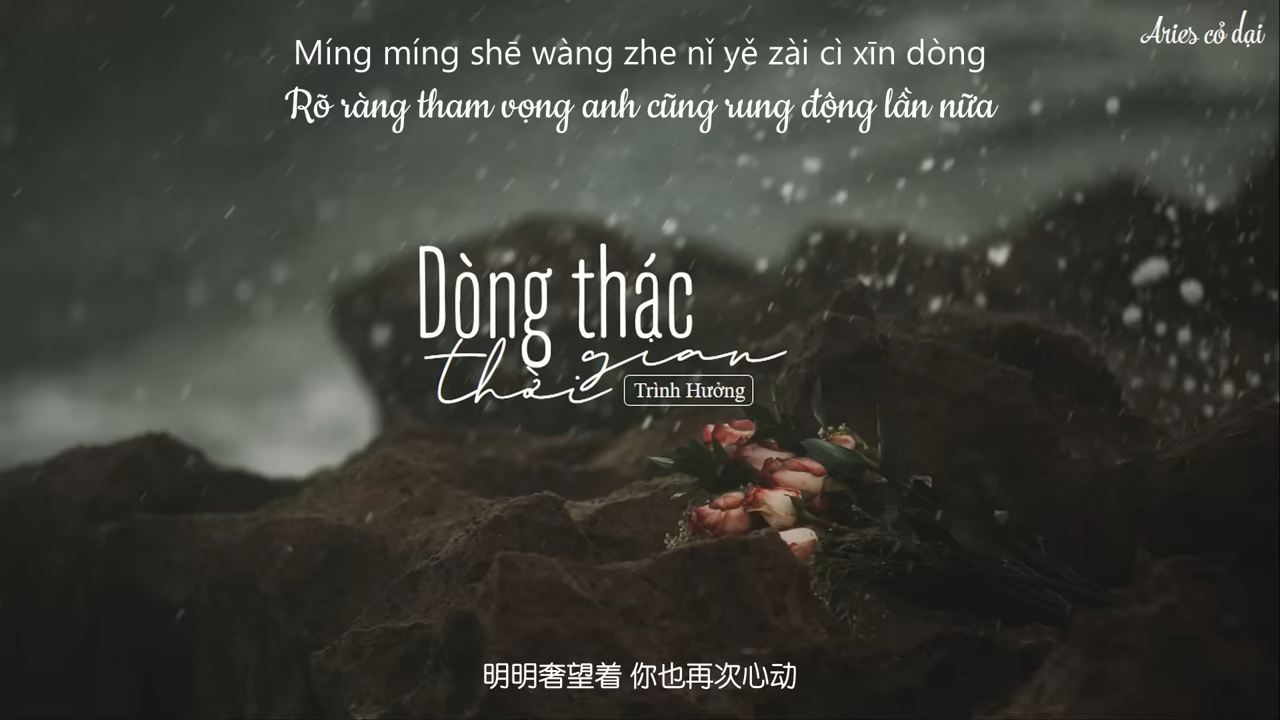 Aries cỏ dại
Míng míng shē wàng zhe nǐ yě zài cì xīn dòng
Rõ ràng tham vọng anh cũng rung động lần nữa
Dòng thác
thời gian
Trình Hưởng
明明奢望着 你也再次心动